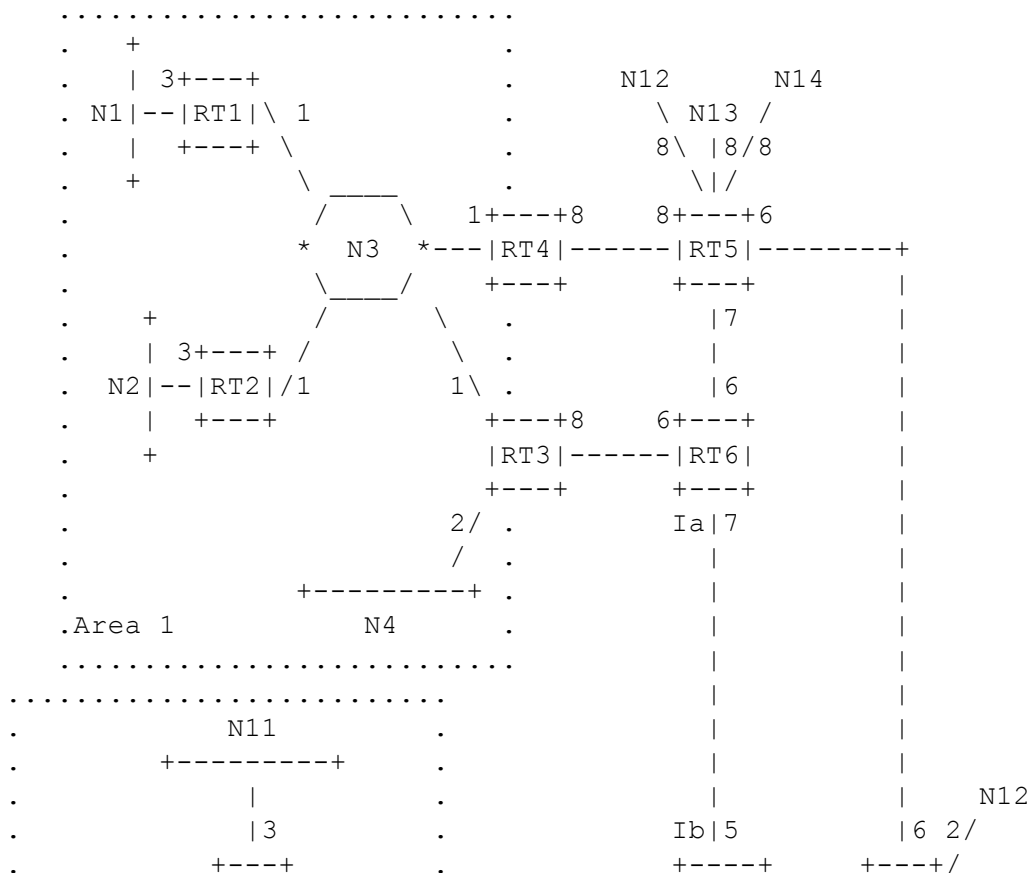 ...........................
.   +                      .
.   | 3+---+               .      N12      N14
. N1|--|RT1|\ 1            .        \ N13 /
.   |  +---+ \             .        8\ |8/8
.   +         \ ____       .          \|/
.              /    \   1+---+8    8+---+6
.             *  N3  *---|RT4|------|RT5|--------+
.              \____/    +---+      +---+        |
.    +         /      \   .           |7         |
.    | 3+---+ /        \  .           |          |
.  N2|--|RT2|/1        1\ .           |6         |
.    |  +---+            +---+8    6+---+        |
.    +                   |RT3|------|RT6|        |
.                        +---+      +---+        |
.                      2/ .         Ia|7         |
.                      /  .           |          |
.             +---------+ .           |          |
.Area 1           N4      .           |          |
...........................           |          |
..........................            |          |
.            N11         .            |          |
.        +---------+     .            |          |
.             |          .            |          |    N12
.             |3         .          Ib|5         |6 2/
.           +---+        .          +----+     +---+/